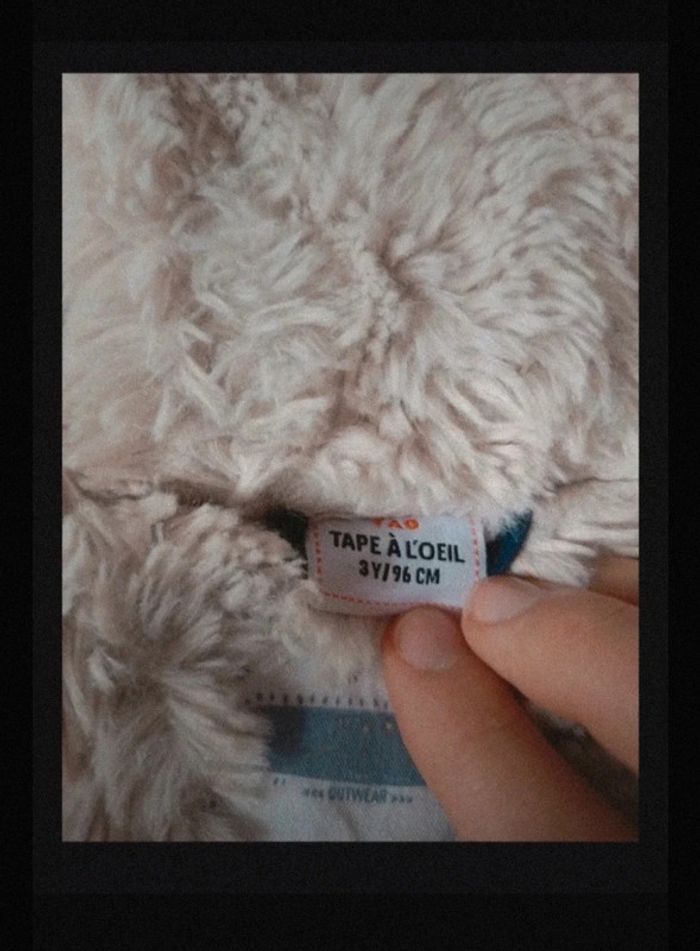 TAO
TAPE À L'OEIL
3Y/96 CM
<<< OUTWEAR >>>